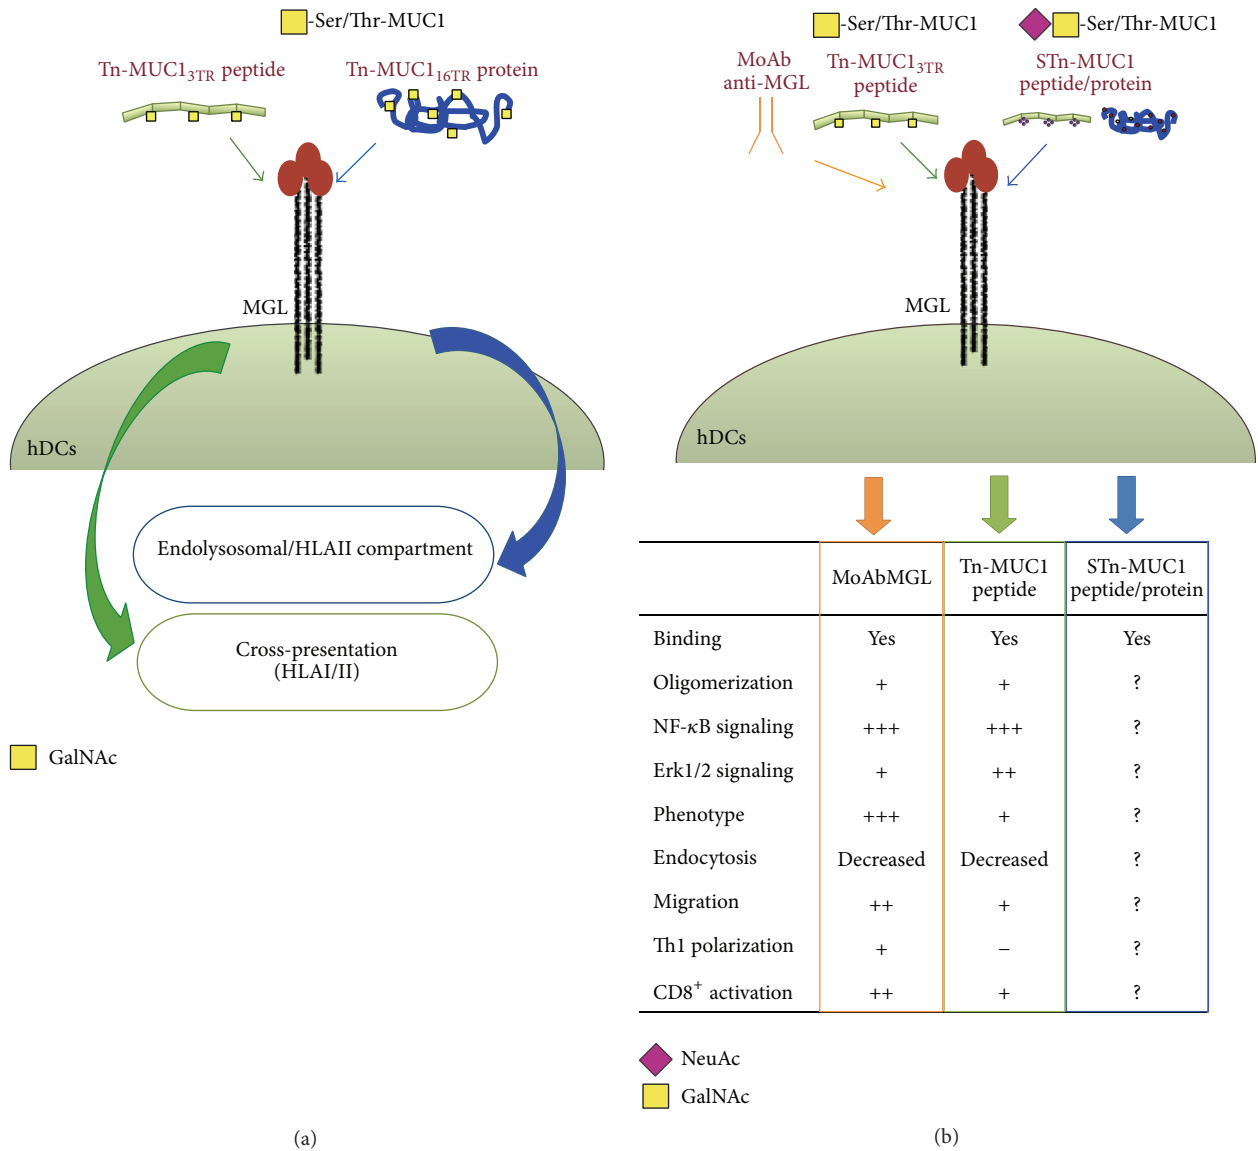 -Ser/Thr-MUC1
Tn-MUC13TR peptide
Tn-MUC116TR protein
MGL
hDCs
Endolysosomal/HLAII compartment
Cross-presentation
(HLAI/II)
GalNAc
(a)
-Ser/Thr-MUC1
-Ser/Thr-MUC1
MoAb
anti-MGL
Tn-MUC13TR
peptide
STn-MUC1
peptide/protein
MGL
hDCs
MoAbMGL
Tn-MUC1
peptide
STn-MUC1
peptide/protein
Binding Yes Yes Yes
Oligomerization + + ?
NF-κB signaling +++ +++ ?
Erk1/2 signaling + ++ ?
Phenotype +++ + ?
Endocytosis Decreased Decreased ?
Migration ++ + ?
Th1 polarization + − ?
CD8+ activation ++ + ?
NeuAc
GalNAc
(b)